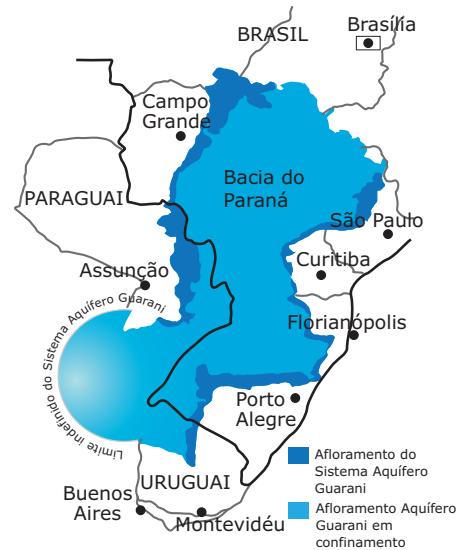 Brasília
BRASIL
Campo
Grande
Bacia do
Paraná
PARAGUAI
São Paulo
Curitiba
Assunção
Limite indefinido do Sistema Aquífero Guarani
Florianópolis
Porto
Alegre
URUGUAI
Buenos
Aires
Montevidéu
Afloramento do
Sistema Aquífero
Guarani
Afloramento Aquífero
Guarani em
confinamento